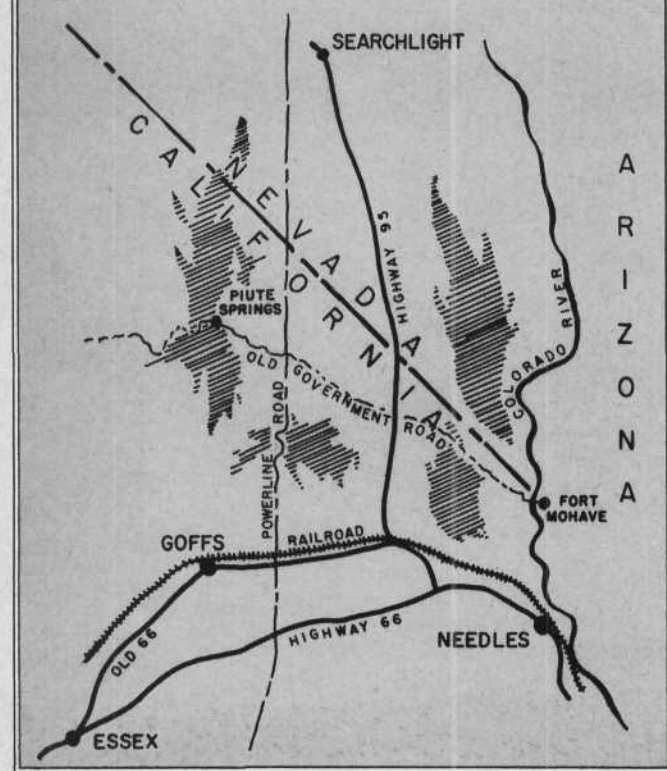 SEARCHLIGHT
NEVADA
CALIFORNIA
ARIZONA
HIGHWAY 95
COLORADO RIVER
PIUTE SPRINGS
OLD GOVERNMENT ROAD
POWERLINE ROAD
FORT MOHAVE
GOFFS
RAILROAD
OLD 66
HIGHWAY 66
NEEDLES
ESSEX